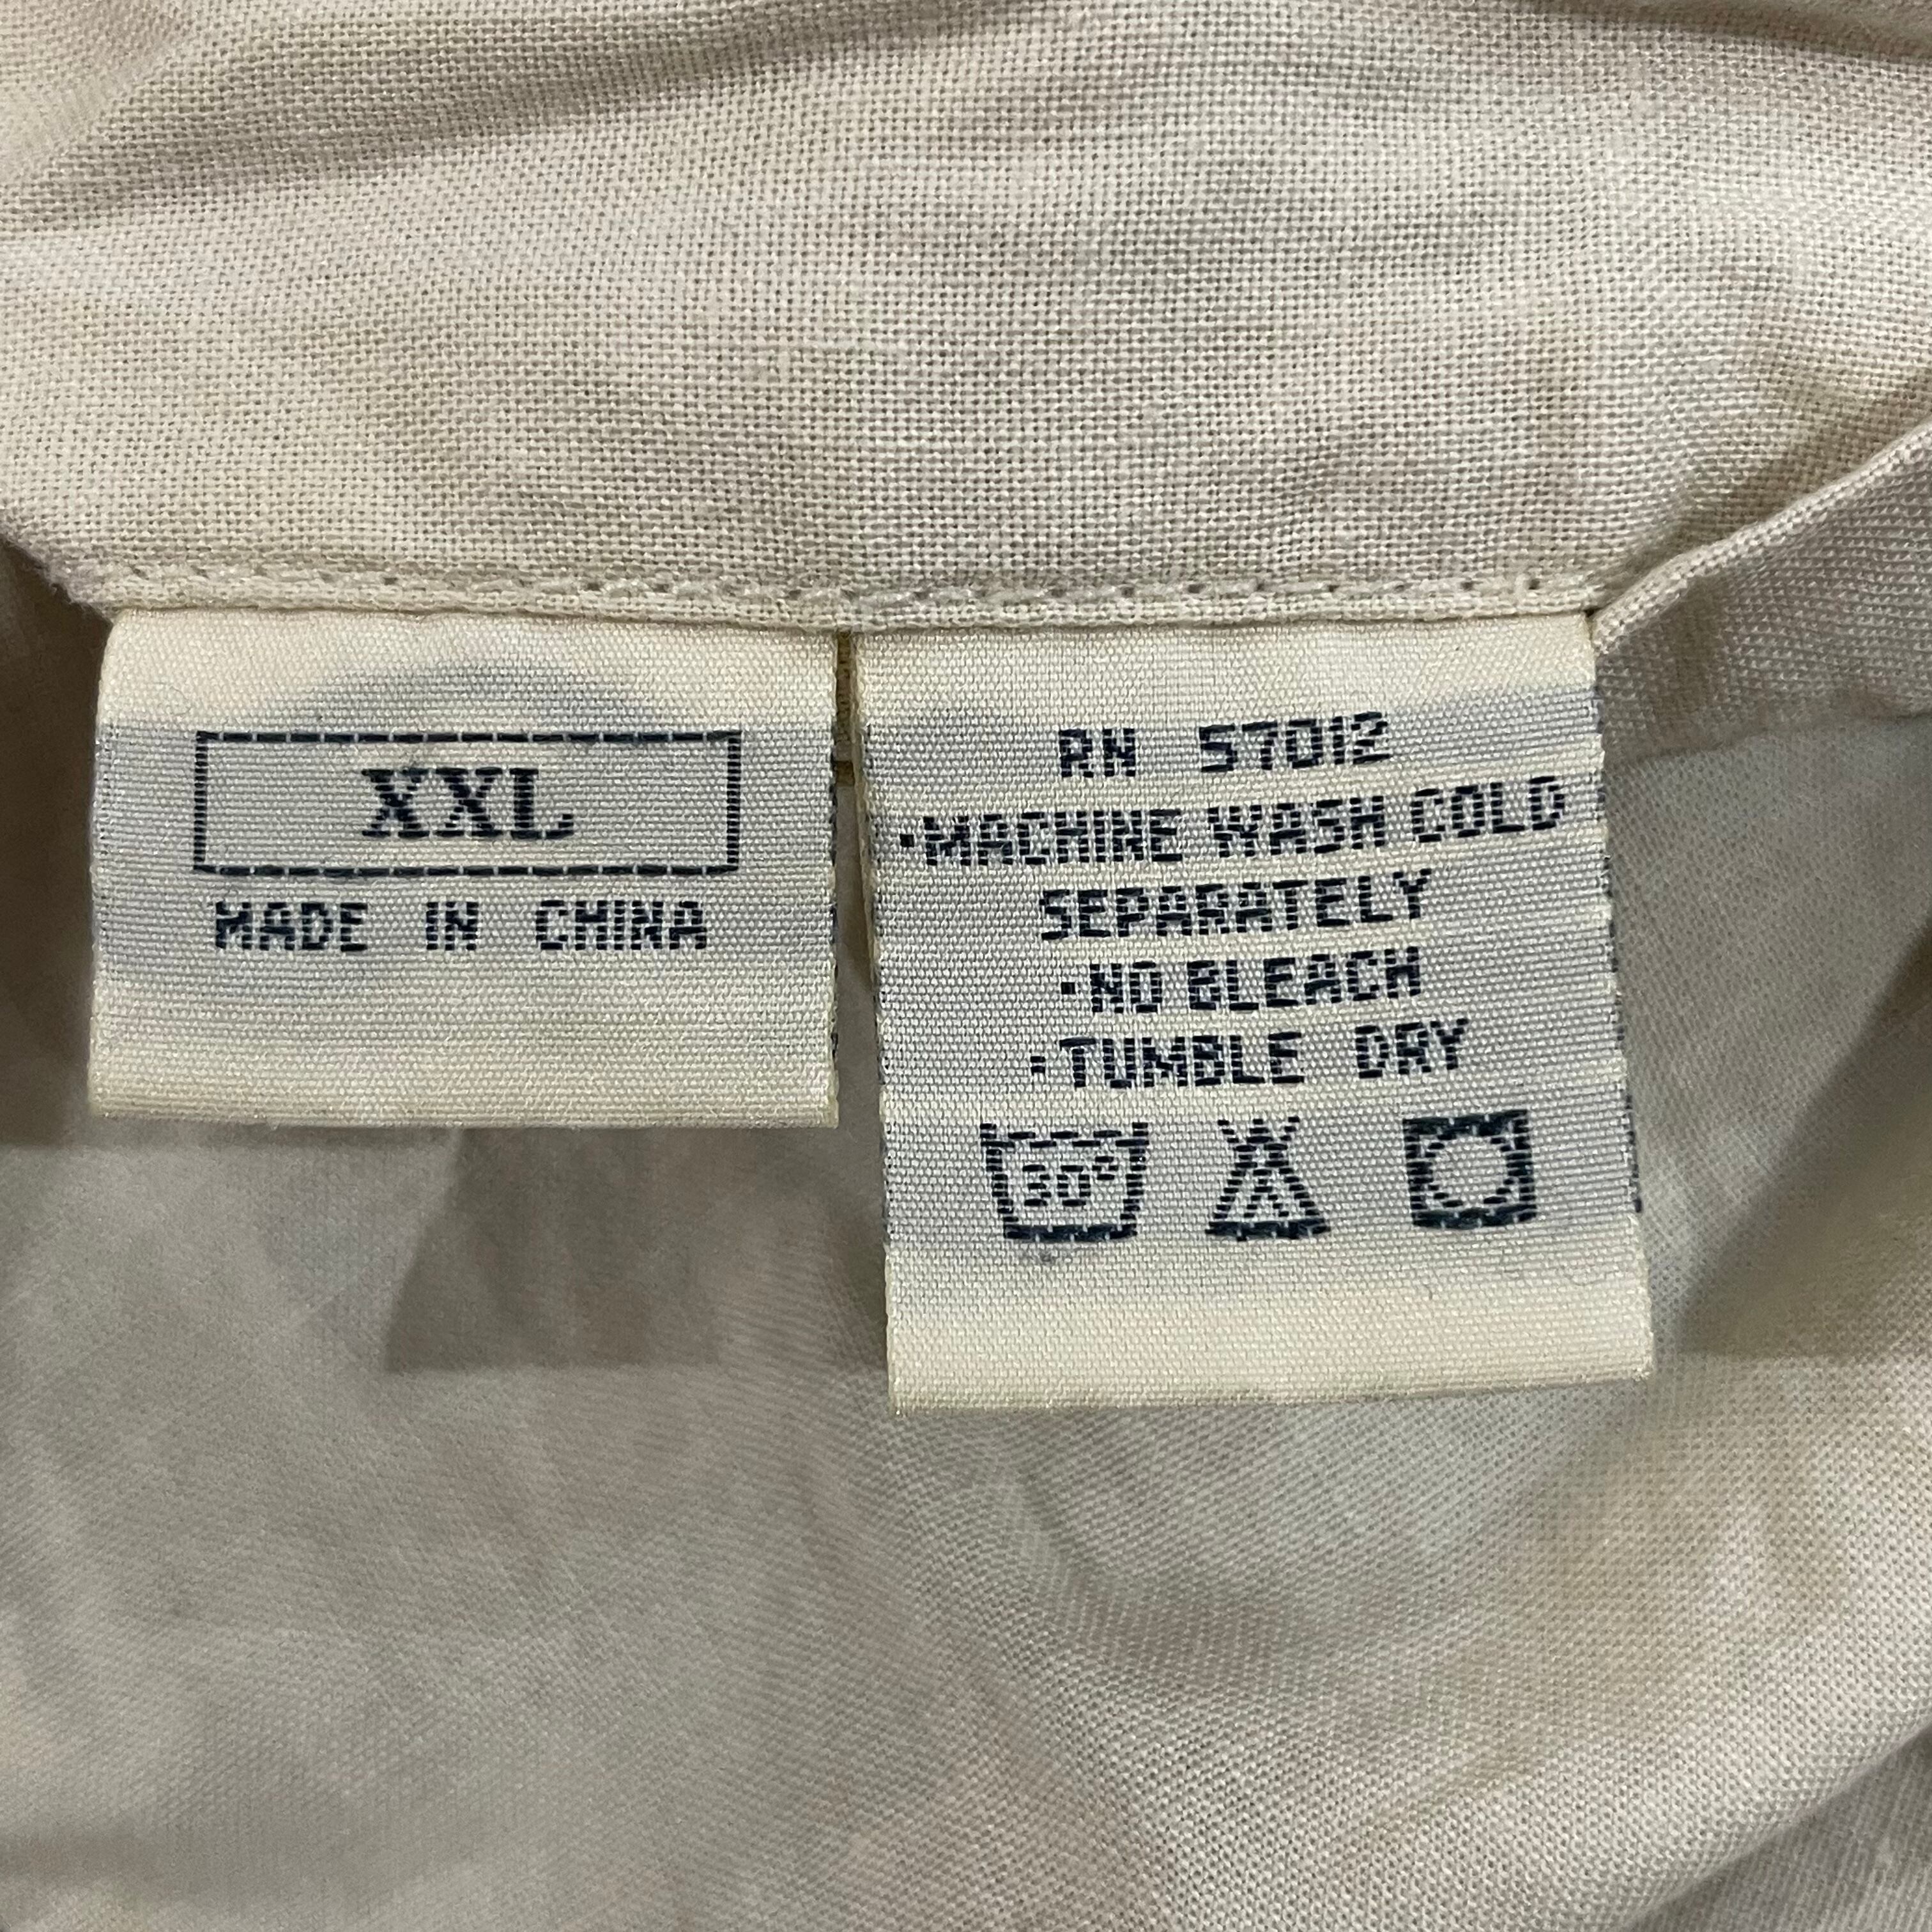 XXL
MADE IN CHINA
RN 57012
·MACHINE WASH COLD
SEPARATELY
·NO BLEACH
·TUMBLE DRY
30°